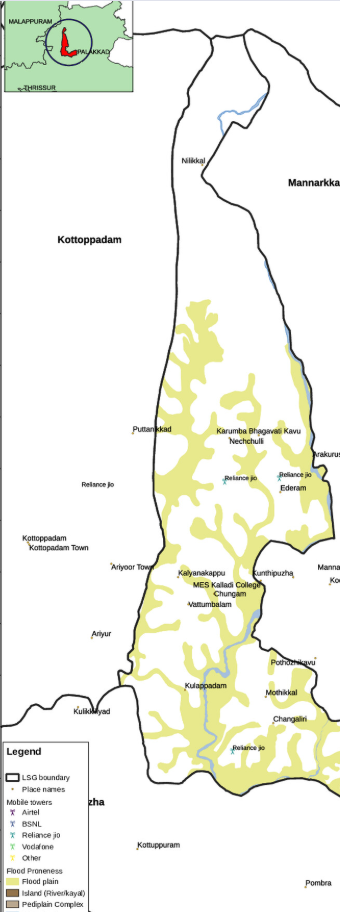 MALAPPURAM
PALAKKAD
THRISSUR
Nilikkal
Mannarkka
Kottoppadam
Puttanikkad
Karumba Bhagavati Kavu
Nechchulli
Arakurus
Reliance jio
Reliance jio
Reliance jio
Ederam
Kottoppadam
Kottopadam Town
Ariyoor Town
Kalyanakappu
Kunthipuzha
Manna
Koo
MES Kalladi College
Chungam
Vattumbalam
Ariyur
Pothozhikavu
Kulappadam
Mothikkal
Kulikkiliyad
Changaliri
Reliance jio
Legend
LSG boundary
Place names
Mobile towers
Airtel
BSNL
Reliance jio
Vodafone
Other
Flood Proneness
Flood plain
Island (River/kayal)
Pediplain Complex
zha
Kottuppuram
Pombra